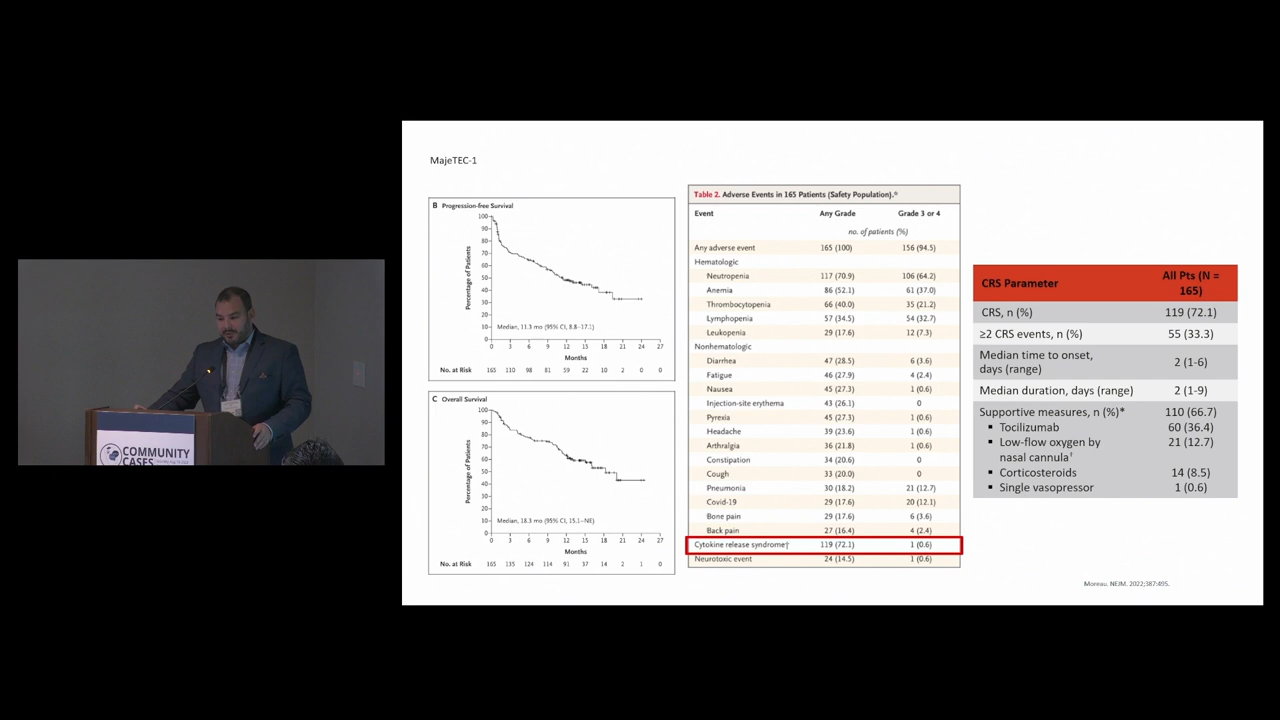 MajeTEC-1
B Progression-free Survival
Percentage of Patients
100
90
80
70
60
50
40
30
20
10
0
Median, 11.3 mo (95% CI, 8.8–17.1)
0 3 6 9 12 15 18 21 24 27
Months
No. at Risk 165 110 98 81 59 22 10 2 0 0
C Overall Survival
Percentage of Patients
100
90
80
70
60
50
40
30
20
10
0
Median, 18.3 mo (95% CI, 15.1–NE)
0 3 6 9 12 15 18 21 24 27
Months
No. at Risk 165 135 124 114 91 37 14 2 1 0
Table 2. Adverse Events in 165 Patients (Safety Population).*
Event Any Grade Grade 3 or 4
no. of patients (%)
Any adverse event 165 (100) 156 (94.5)
Hematologic
Neutropenia 117 (70.9) 106 (64.2)
Anemia 86 (52.1) 61 (37.0)
Thrombocytopenia 66 (40.0) 35 (21.2)
Lymphopenia 57 (34.5) 54 (32.7)
Leukopenia 29 (17.6) 12 (7.3)
Nonhematologic
Diarrhea 47 (28.5) 6 (3.6)
Fatigue 46 (27.9) 4 (2.4)
Nausea 45 (27.3) 1 (0.6)
Injection-site erythema 43 (26.1) 0
Pyrexia 45 (27.3) 1 (0.6)
Headache 39 (23.6) 1 (0.6)
Arthralgia 36 (21.8) 1 (0.6)
Constipation 34 (20.6) 0
Cough 33 (20.0) 0
Pneumonia 30 (18.2) 21 (12.7)
Covid-19 29 (17.6) 20 (12.1)
Bone pain 29 (17.6) 6 (3.6)
Back pain 27 (16.4) 4 (2.4)
Cytokine release syndrome† 119 (72.1) 1 (0.6)
Neurotoxic event 24 (14.5) 1 (0.6)
CRS Parameter All Pts (N =
165)
CRS, n (%) 119 (72.1)
≥2 CRS events, n (%) 55 (33.3)
Median time to onset,
days (range) 2 (1-6)
Median duration, days (range) 2 (1-9)
Supportive measures, n (%)* 110 (66.7)
▪ Tocilizumab 60 (36.4)
▪ Low-flow oxygen by 21 (12.7)
nasal cannula†
▪ Corticosteroids 14 (8.5)
▪ Single vasopressor 1 (0.6)
Moreau. NEJM. 2022;387:495.
COMMUNITY
CASES